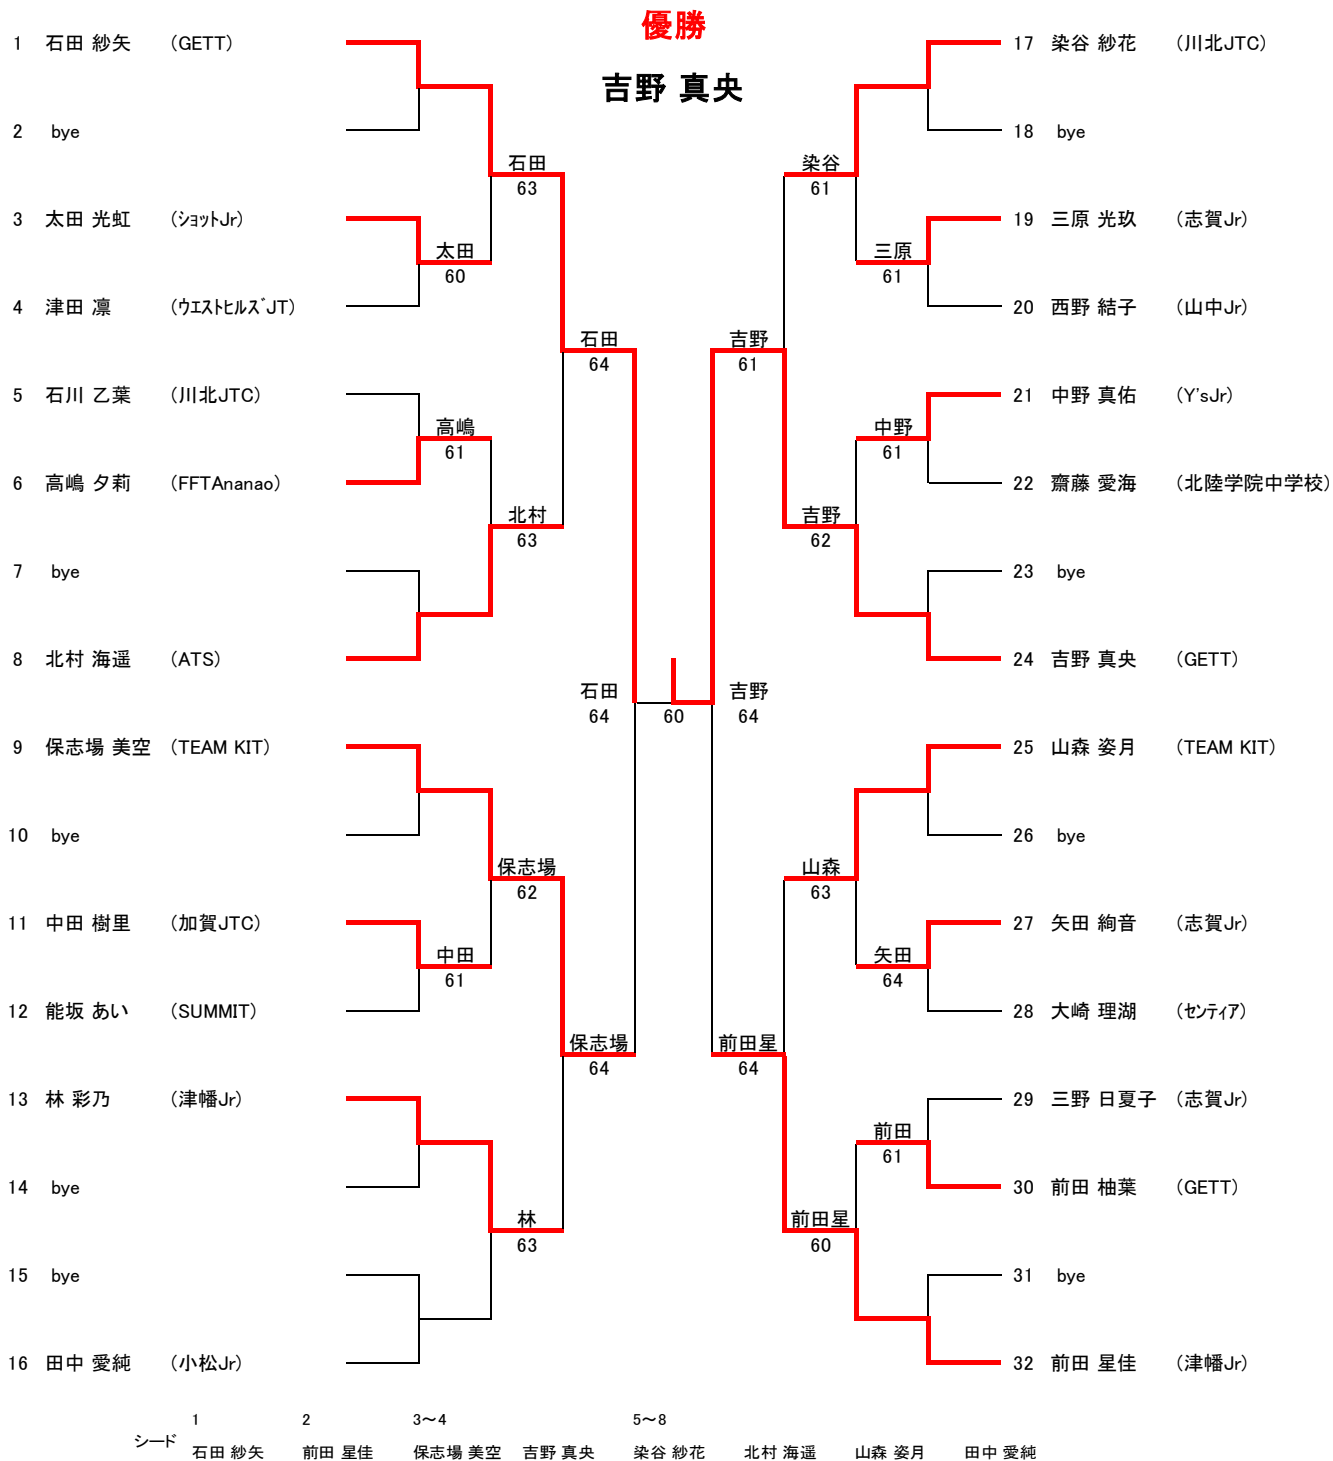 優勝
吉野 真央
1 石田 紗矢 (GETT)
2 bye
3 太田 光虹 (ショットJr)
4 津田 凛 (ウエストヒルズJT)
5 石川 乙葉 (川北JTC)
6 高嶋 夕莉 (FFTAnanao)
7 bye
8 北村 海遥 (ATS)
9 保志場 美空 (TEAM KIT)
10 bye
11 中田 樹里 (加賀JTC)
12 能坂 あい (SUMMIT)
13 林 彩乃 (津幡Jr)
14 bye
15 bye
16 田中 愛純 (小松Jr)
太田
60
高嶋
61
中田
61
石田
63
北村
63
保志場
62
林
63
石田
64
保志場
64
石田
64
60
吉野
64
吉野
61
前田星
64
染谷
61
吉野
62
山森
63
前田星
60
三原
61
中野
61
矢田
64
前田
61
17 染谷 紗花 (川北JTC)
18 bye
19 三原 光玖 (志賀Jr)
20 西野 結子 (山中Jr)
21 中野 真佑 (Y'sJr)
22 齋藤 愛海 (北陸学院中学校)
23 bye
24 吉野 真央 (GETT)
25 山森 姿月 (TEAM KIT)
26 bye
27 矢田 絢音 (志賀Jr)
28 大崎 理湖 (センティア)
29 三野 日夏子 (志賀Jr)
30 前田 柚葉 (GETT)
31 bye
32 前田 星佳 (津幡Jr)
1 2 3～4 5～8
シード 石田 紗矢 前田 星佳 保志場 美空 吉野 真央 染谷 紗花 北村 海遥 山森 姿月 田中 愛純